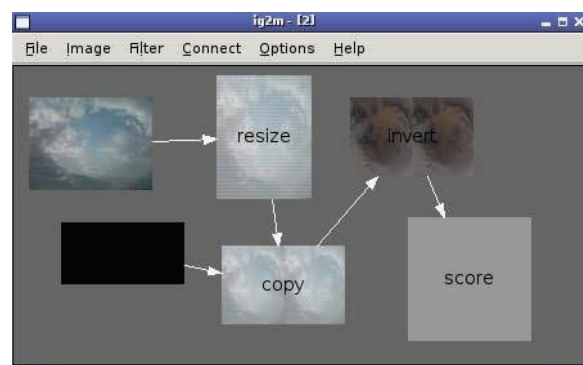 ig2m - [2]
File Image Filter Connect Options Help
resize
invert
copy
score